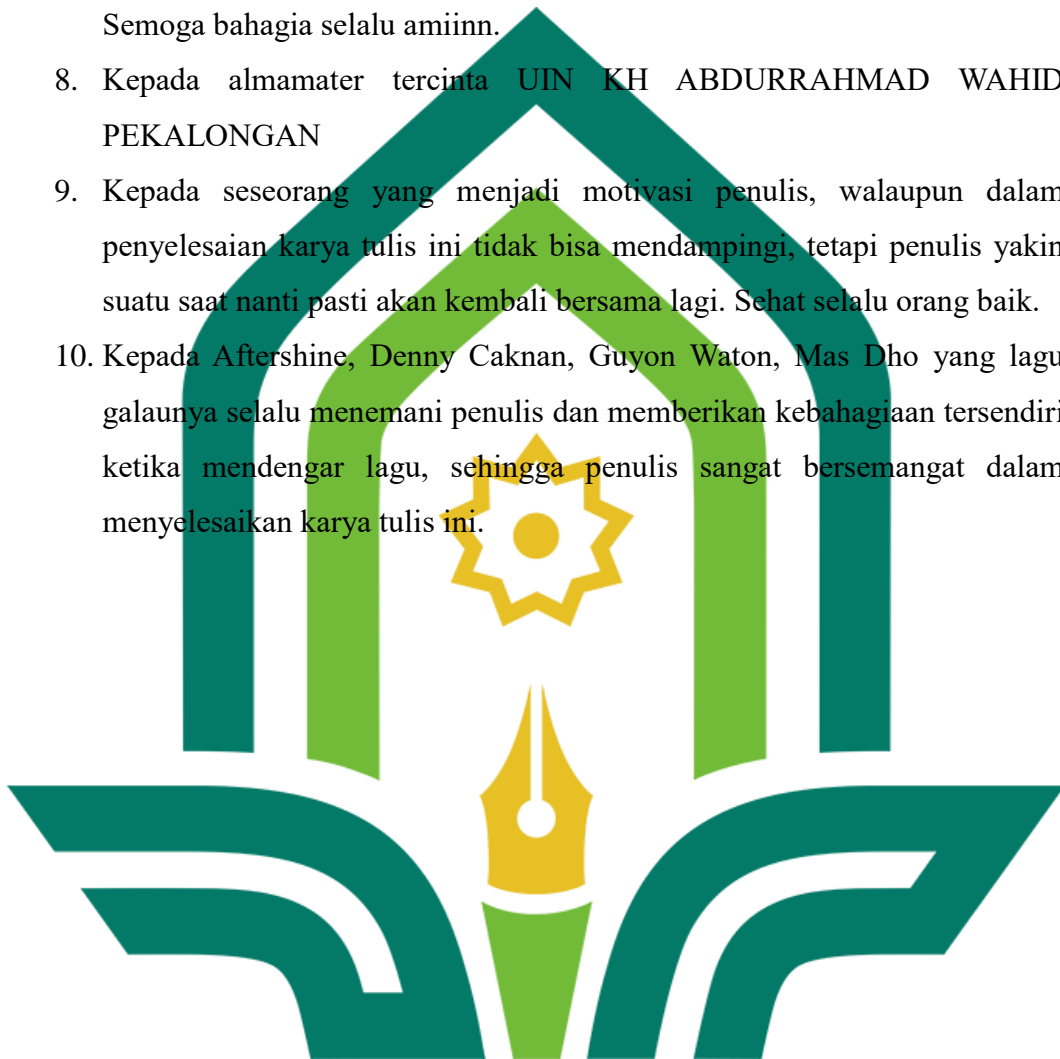 Semoga bahagia selalu amiinn.
8. Kepada almamater tercinta UIN KH ABDURRAHMAD WAHID
PEKALONGAN
9. Kepada seseorang yang menjadi motivasi penulis, walaupun dalam
penyelesaian karya tulis ini tidak bisa mendampingi, tetapi penulis yakin
suatu saat nanti pasti akan kembali bersama lagi. Sehat selalu orang baik.
10. Kepada Aftershine, Denny Caknan, Guyon Waton, Mas Dho yang lagu
galaunya selalu menemani penulis dan memberikan kebahagiaan tersendiri
ketika mendengar lagu, sehingga penulis sangat bersemangat dalam
menyelesaikan karya tulis ini.